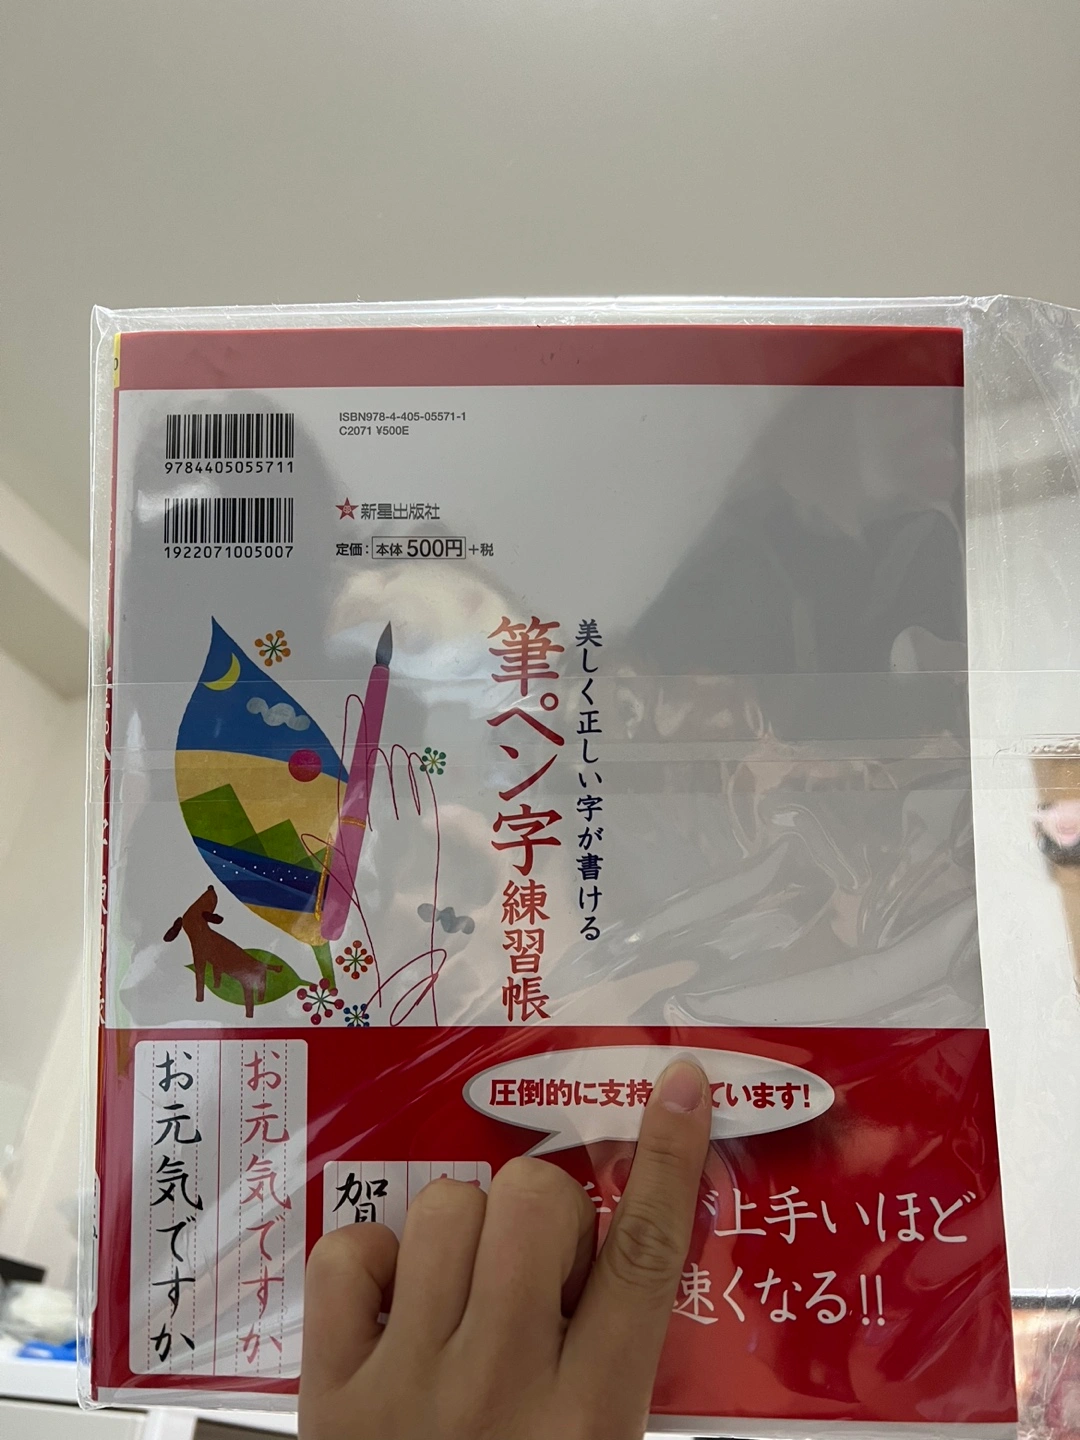 ISBN978-4-405-05571-1
C2071 ¥500E
9784405055711
1922071005007
新星出版社
定価：本体500円＋税
美しく正しい字が書ける
筆ペン字練習帳
圧倒的に支持 ています！
お元気ですか
お元気ですか
賀
が上手いほど
速くなる！！